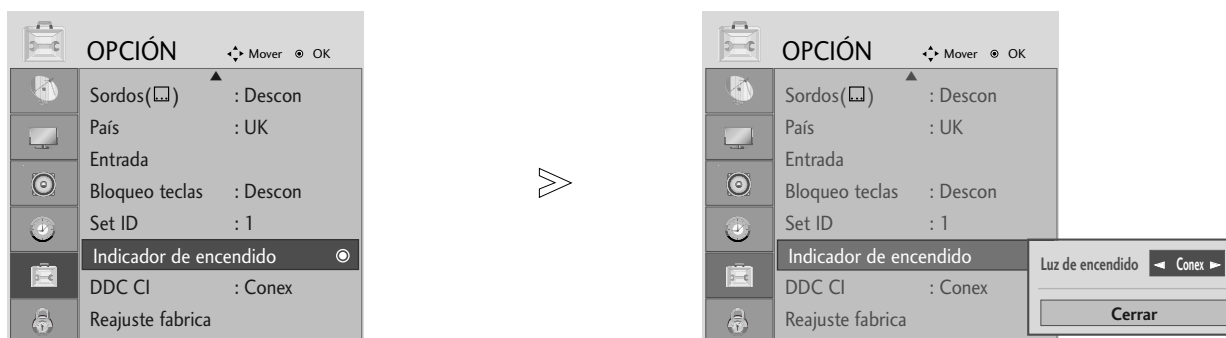 OPCIÓN Mover OK
Sordos( ) : Descon
País : UK
Entrada
Bloqueo teclas : Descon
Set ID : 1
Indicador de encendido
DDC CI : Conex
Reajuste fabrica
OPCIÓN Mover OK
Sordos( ) : Descon
País : UK
Entrada
Bloqueo teclas : Descon
Set ID : 1
Indicador de encendido
DDC CI : Conex
Reajuste fabrica
Luz de encendido ◄ Conex ►
Cerrar